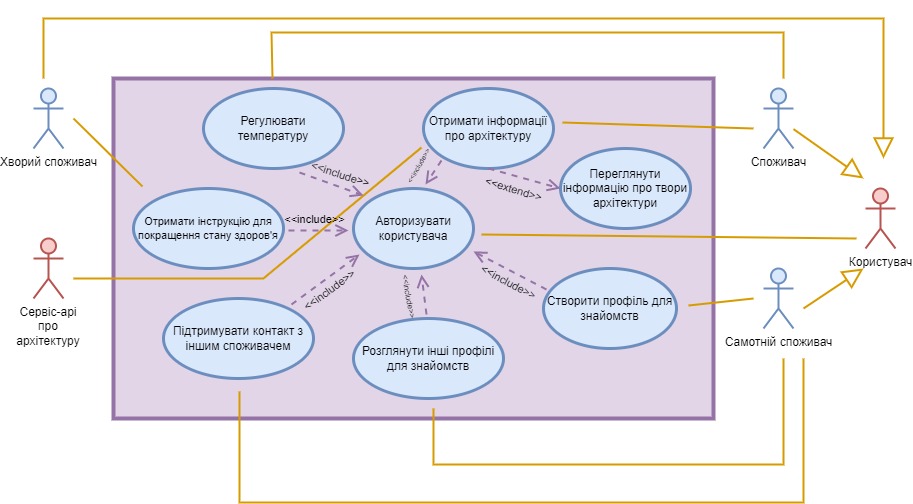 Регулювати
температуру
Отримати інформації
про архітектуру
Хворий споживач
Споживач
<<include>>
<<include>>
<<extend>>
Переглянути
інформацію про твори
архітектури
Отримати інструкцію для
покращення стану здоров'я
<<include>>
Авторизувати
користувача
Користувач
Сервіс-арі
про
архітектуру
<<include>>
<<include>>
<<include>>
Створити профіль для
знайомств
Підтримувати контакт з
іншим споживачем
Розглянути інші профілі
для знайомств
Самотній споживач